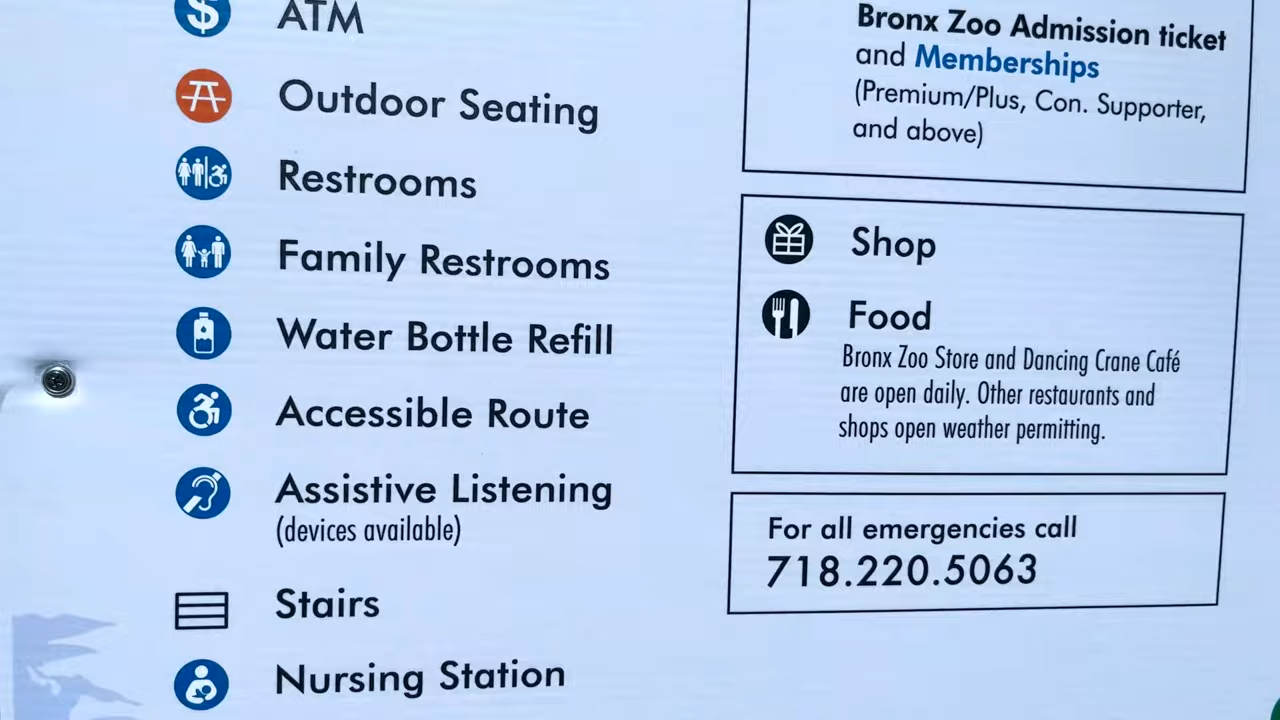 ATM
Outdoor Seating
Restrooms
Family Restrooms
Water Bottle Refill
Accessible Route
Assistive Listening
(devices available)
Stairs
Nursing Station
Bronx Zoo Admission ticket
and Memberships
(Premium/Plus, Con. Supporter,
and above)
Shop
Food
Bronx Zoo Store and Dancing Crane Café
are open daily. Other restaurants and
shops open weather permitting.
For all emergencies call
718.220.5063